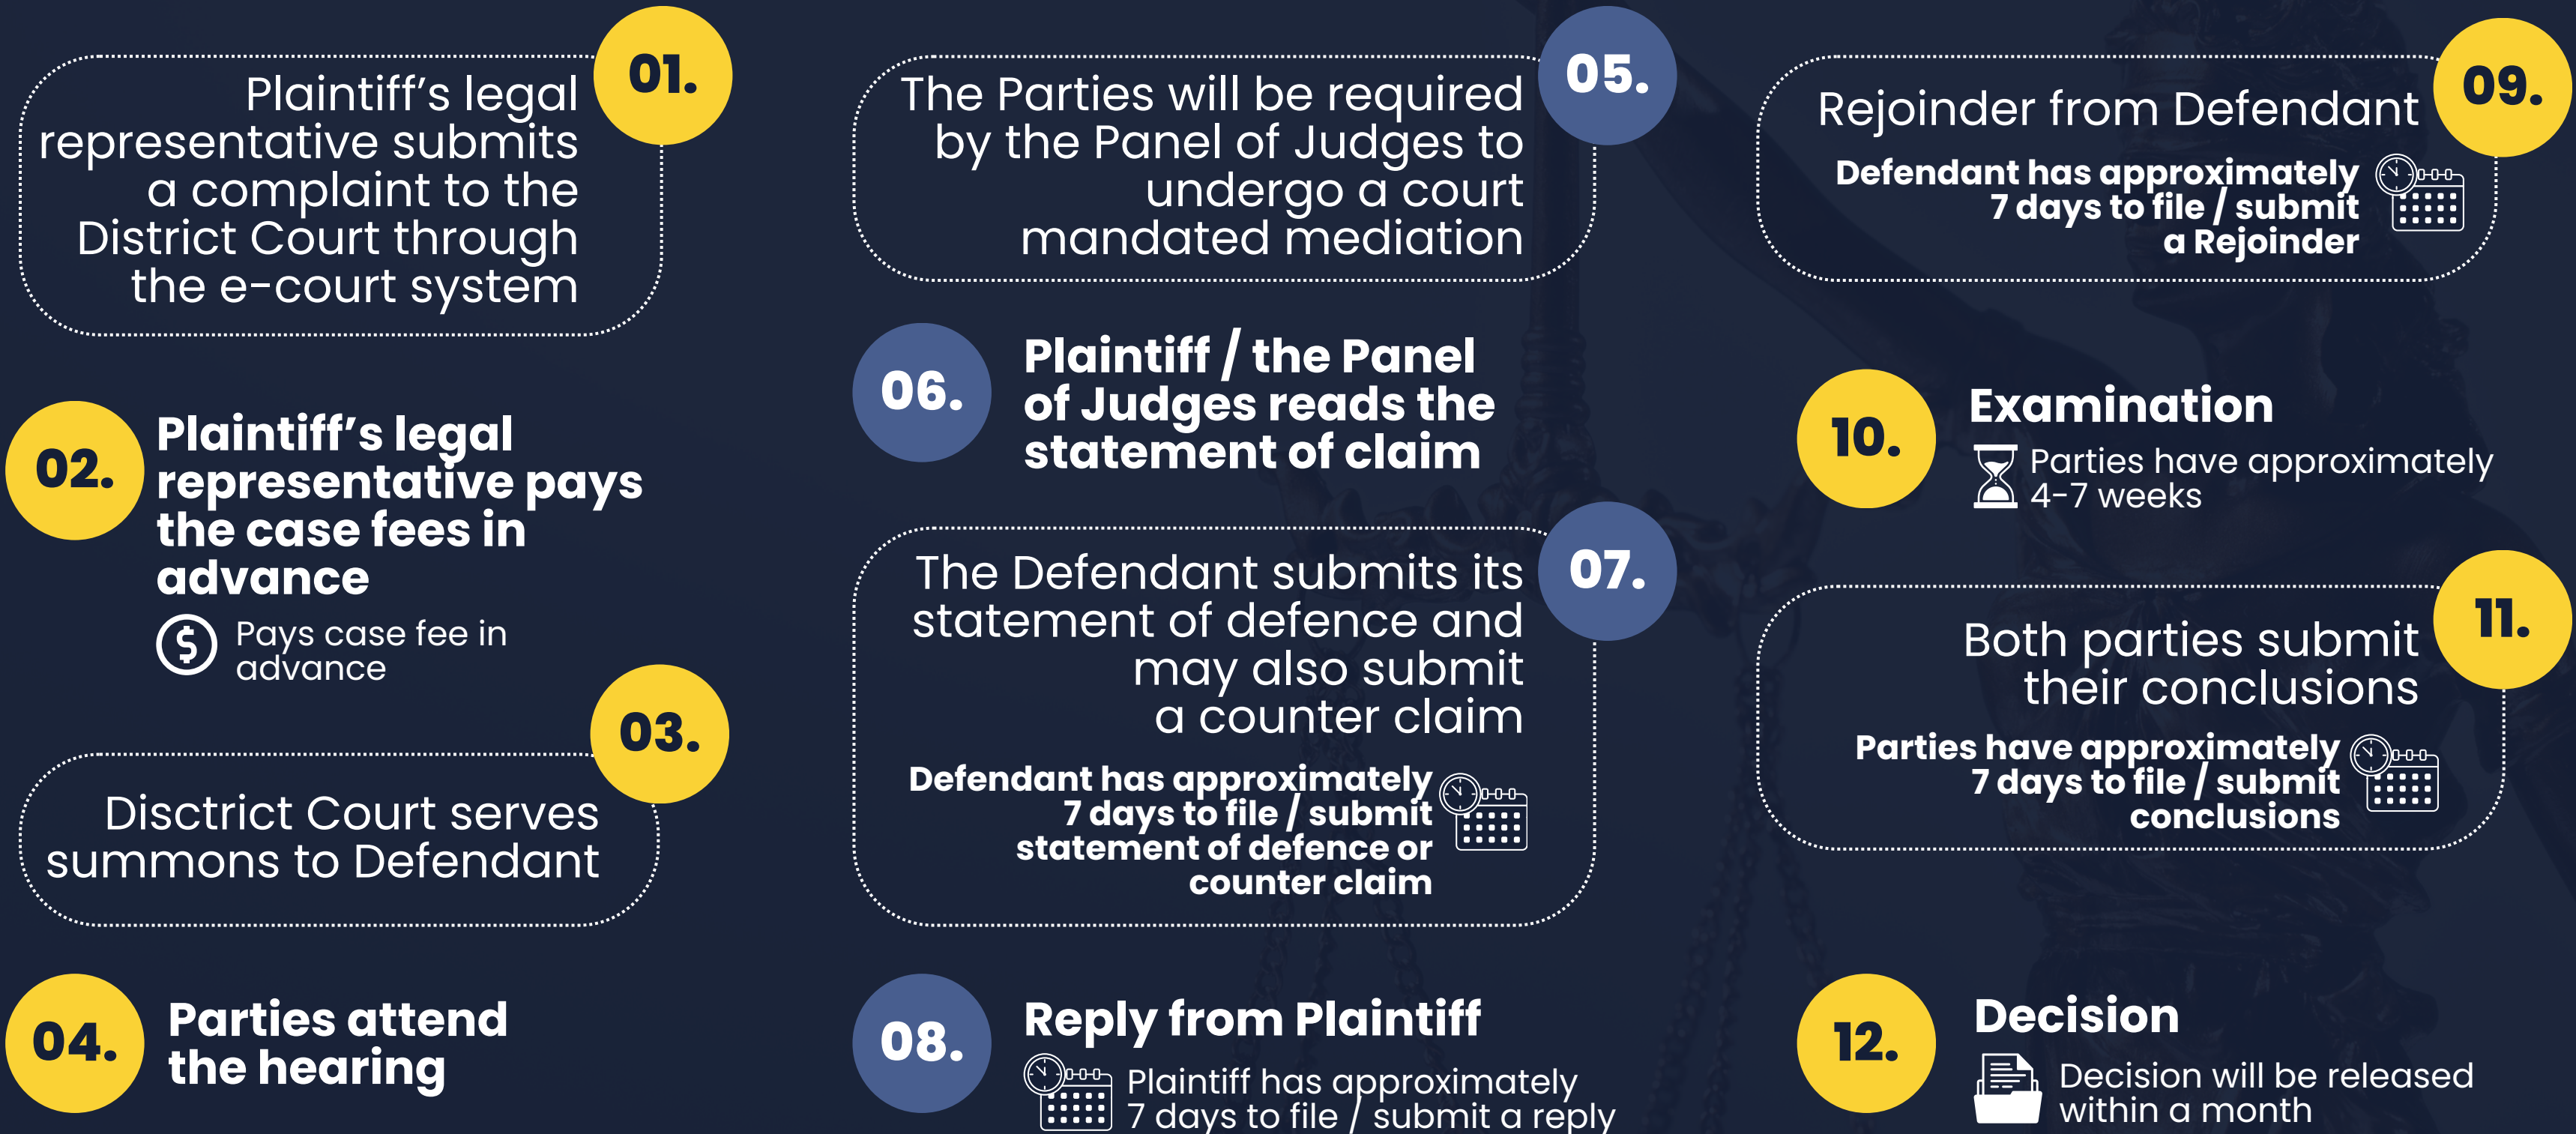 01.
Plaintiff’s legal
representative submits
a complaint to the
District Court through
the e-court system
02.
Plaintiff’s legal
representative pays
the case fees in
advance
Pays case fee in
advance
03.
Disctrict Court serves
summons to Defendant
04.
Parties attend
the hearing
05.
The Parties will be required
by the Panel of Judges to
undergo a court
mandated mediation
06.
Plaintiff / the Panel
of Judges reads the
statement of claim
07.
The Defendant submits its
statement of defence and
may also submit
a counter claim
Defendant has approximately
7 days to file / submit
statement of defence or
counter claim
08.
Reply from Plaintiff
Plaintiff has approximately
7 days to file / submit a reply
09.
Rejoinder from Defendant
Defendant has approximately
7 days to file / submit
a Rejoinder
10.
Examination
Parties have approximately
4-7 weeks
11.
Both parties submit
their conclusions
Parties have approximately
7 days to file / submit
conclusions
12.
Decision
Decision will be released
within a month